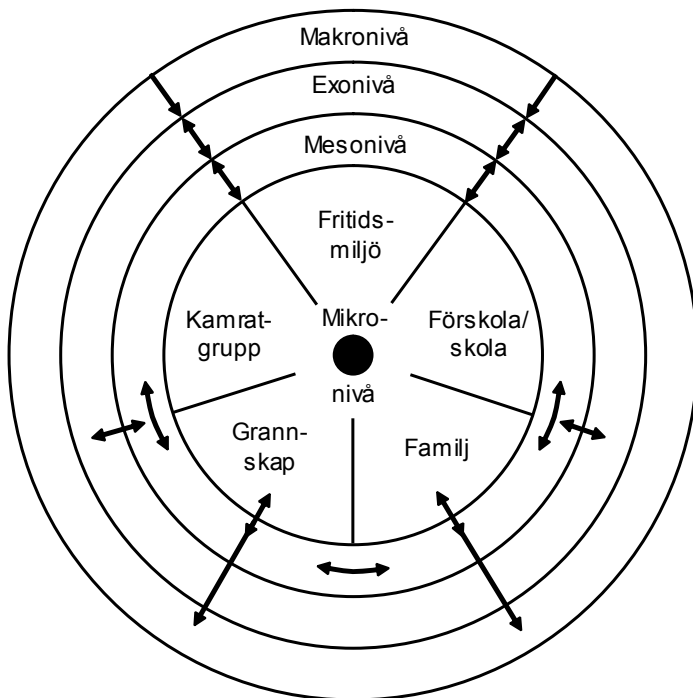 Makronivå
Exonivå
Mesonivå
Fritids-
miljö
Kamrat-
grupp
Mikro-
nivå
Förskola/
skola
Grann-
skap
Familj